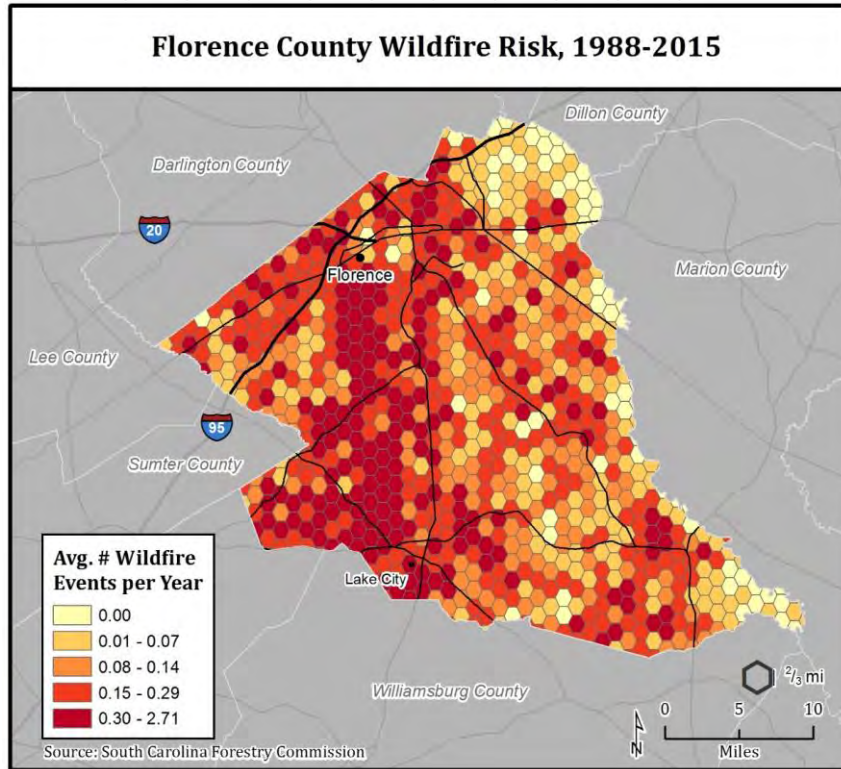 Florence County Wildfire Risk, 1988-2015
Dillon County
Darlington County
20
Marion County
Florence
Lee County
95
Sumter County
Avg. # Wildfire
Events per Year
0.00
0.01 - 0.07
0.08 - 0.14
0.15 - 0.29
0.30 - 2.71
Lake City
Williamsburg County
2/3 mi
0 5 10
Miles
N
Source: South Carolina Forestry Commission